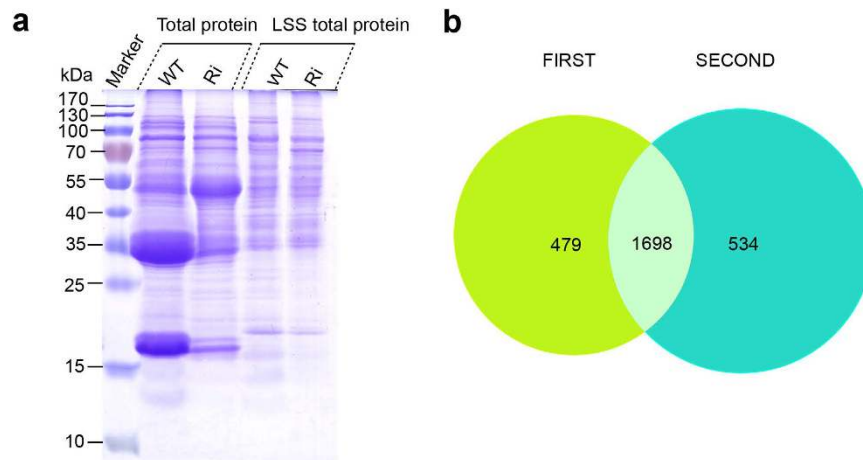 a
Total protein LSS total protein
kDa Marker WT Ri WT Ri
170
130
100
70
55
40
35
25
15
10
b
FIRST SECOND
479 1698 534